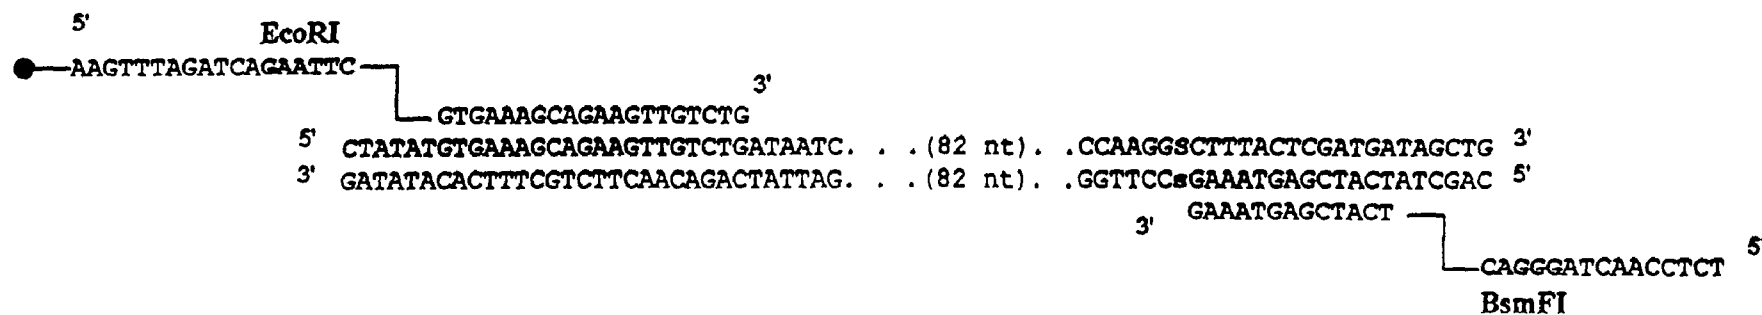 5'
EcoRI
AAGTTTAGATCAGAATTC
3'
GTGAAAGCAGAAGTTGTCTG
5' CTATATGTGAAAGCAGAAGTTGTCTGATAATC. . .(82 nt). .CCAAGGSCTTTACTCGATGATAGCTG 3'
3' GATATACACTTTCGTCTTCAACAGACTATTAG. . .(82 nt). .GGTTCCsGAAATGAGCTACTATCGAC 5'
3' GAAATGAGCTACT
5'
CAGGGATCAACCTCT
BsmFI